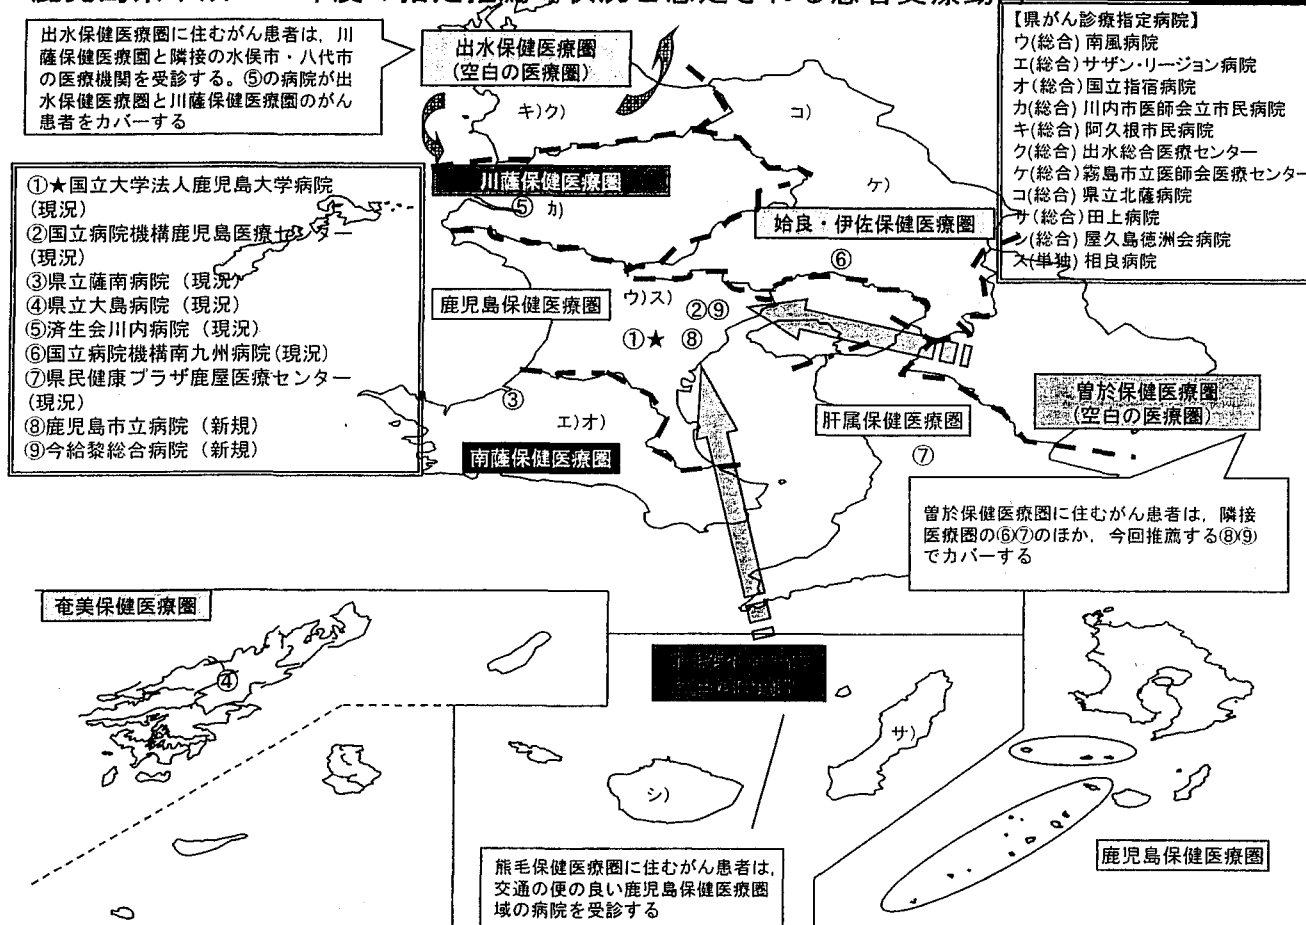 出水保健医療圏に住むがん患者は，川
薩保健医療圏と隣接の水俣市・八代市
の医療機関を受診する。⑤の病院が出
水保健医療圏と川薩保健医療圏のがん
患者をカバーする
出水保健医療圏
(空白の医療圏)
【県がん診療指定病院】
ウ(総合) 南風病院
エ(総合) サザン・リージョン病院
オ(総合) 国立指宿病院
カ(総合) 川内市医師会立市民病院
キ(総合) 阿久根市民病院
ク(総合) 出水総合医療センター
ケ(総合) 霧島市立医師会医療センター
コ(総合) 県立北薩病院
サ(総合) 田上病院
シ(総合) 屋久島徳洲会病院
ス(単独) 相良病院
キ)ク)
コ)
ケ)
①★国立大学法人鹿児島大学病院
(現況)
②国立病院機構鹿児島医療センター
(現況)
③県立薩南病院 (現況)
④県立大島病院 (現況)
⑤済生会川内病院 (現況)
⑥国立病院機構南九州病院(現況)
⑦県民健康プラザ鹿屋医療センター
(現況)
⑧鹿児島市立病院 (新規)
⑨今給黎総合病院 (新規)
川薩保健医療圏
⑤ カ)
姶良・伊佐保健医療圏
⑥
鹿児島保健医療圏
ウ)ス)
②⑨
①★ ⑧
③
エ)オ)
南薩保健医療圏
肝属保健医療圏
⑦
曽於保健医療圏
(空白の医療圏)
曽於保健医療圏に住むがん患者は，隣接
医療圏の⑥⑦のほか，今回推薦する⑧⑨
でカバーする
奄美保健医療圏
④
サ)
シ)
熊毛保健医療圏に住むがん患者は，
交通の便の良い鹿児島保健医療圏
域の病院を受診する
鹿児島保健医療圏